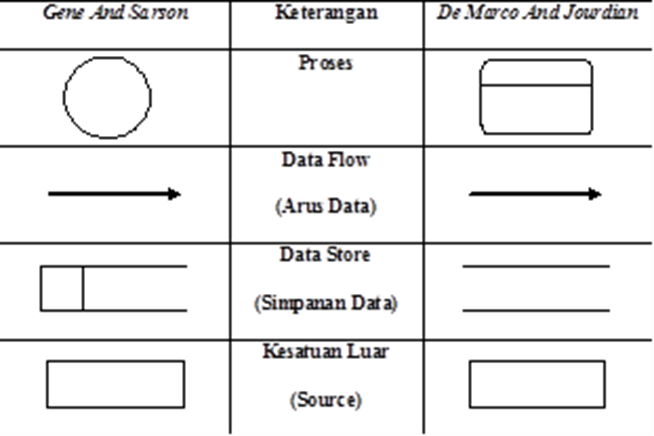 Gene And Sarson Keterangan De Marco And Jourdian
Proses
Data Flow
(Arus Data)
Data Store
(Simpanan Data)
Kesatuan Luar
(Source)